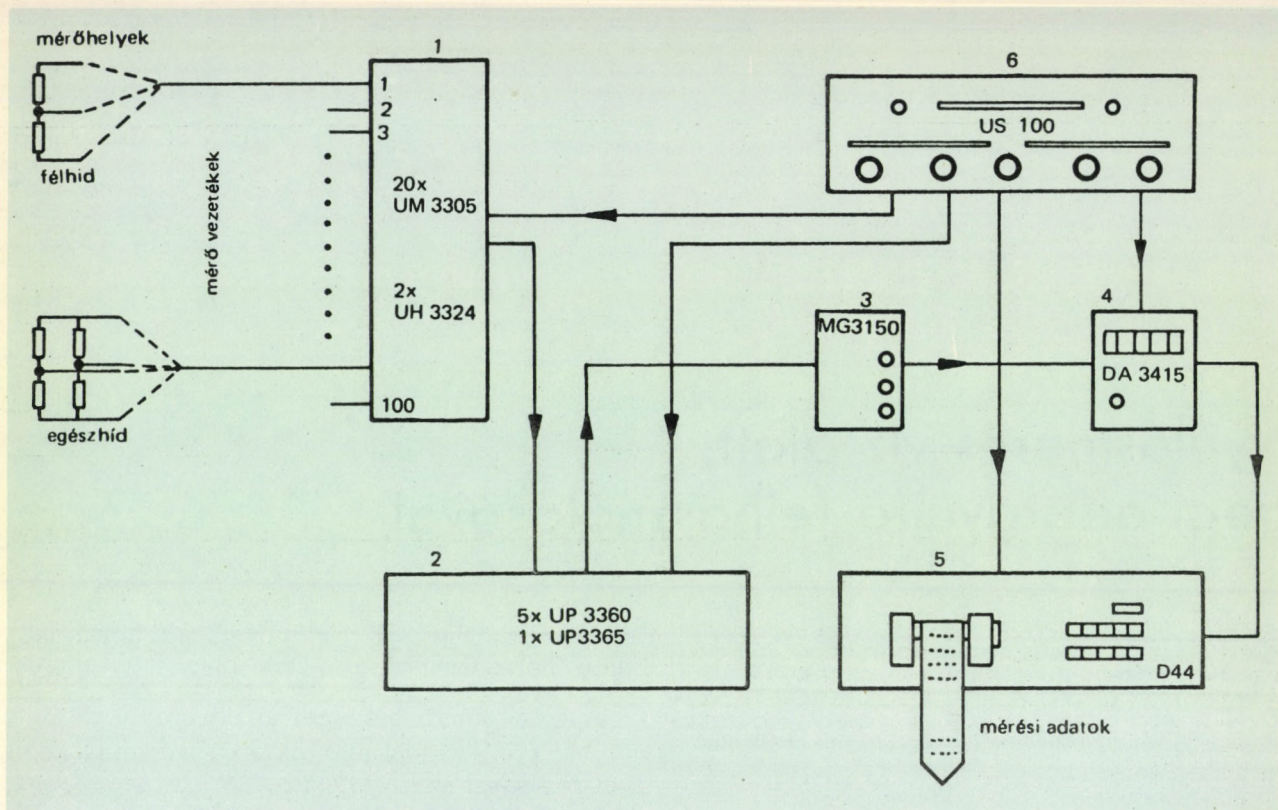 mérőhelyek
félhid
mérő vezetékek
egészhíd
1
1
2
3
20x
UM 3305
2x
UH 3324
100
6
US 100
3
MG3150
4
DA 3415
2
5x UP 3360
1x UP3365
5
D44
mérési adatok